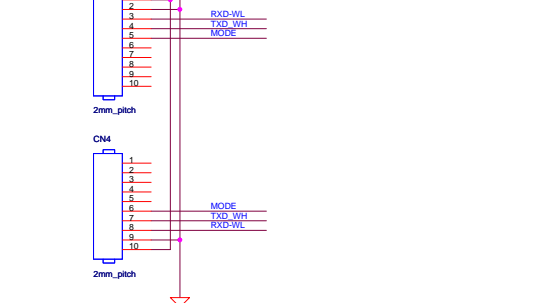 2
3 RXD-WL
4 TXD_WH
5 MODE
6
7
8
9
10
2mm_pitch
CN4
1
2
3
4
5
6 MODE
7 TXD_WH
8 RXD-WL
9
10
2mm_pitch